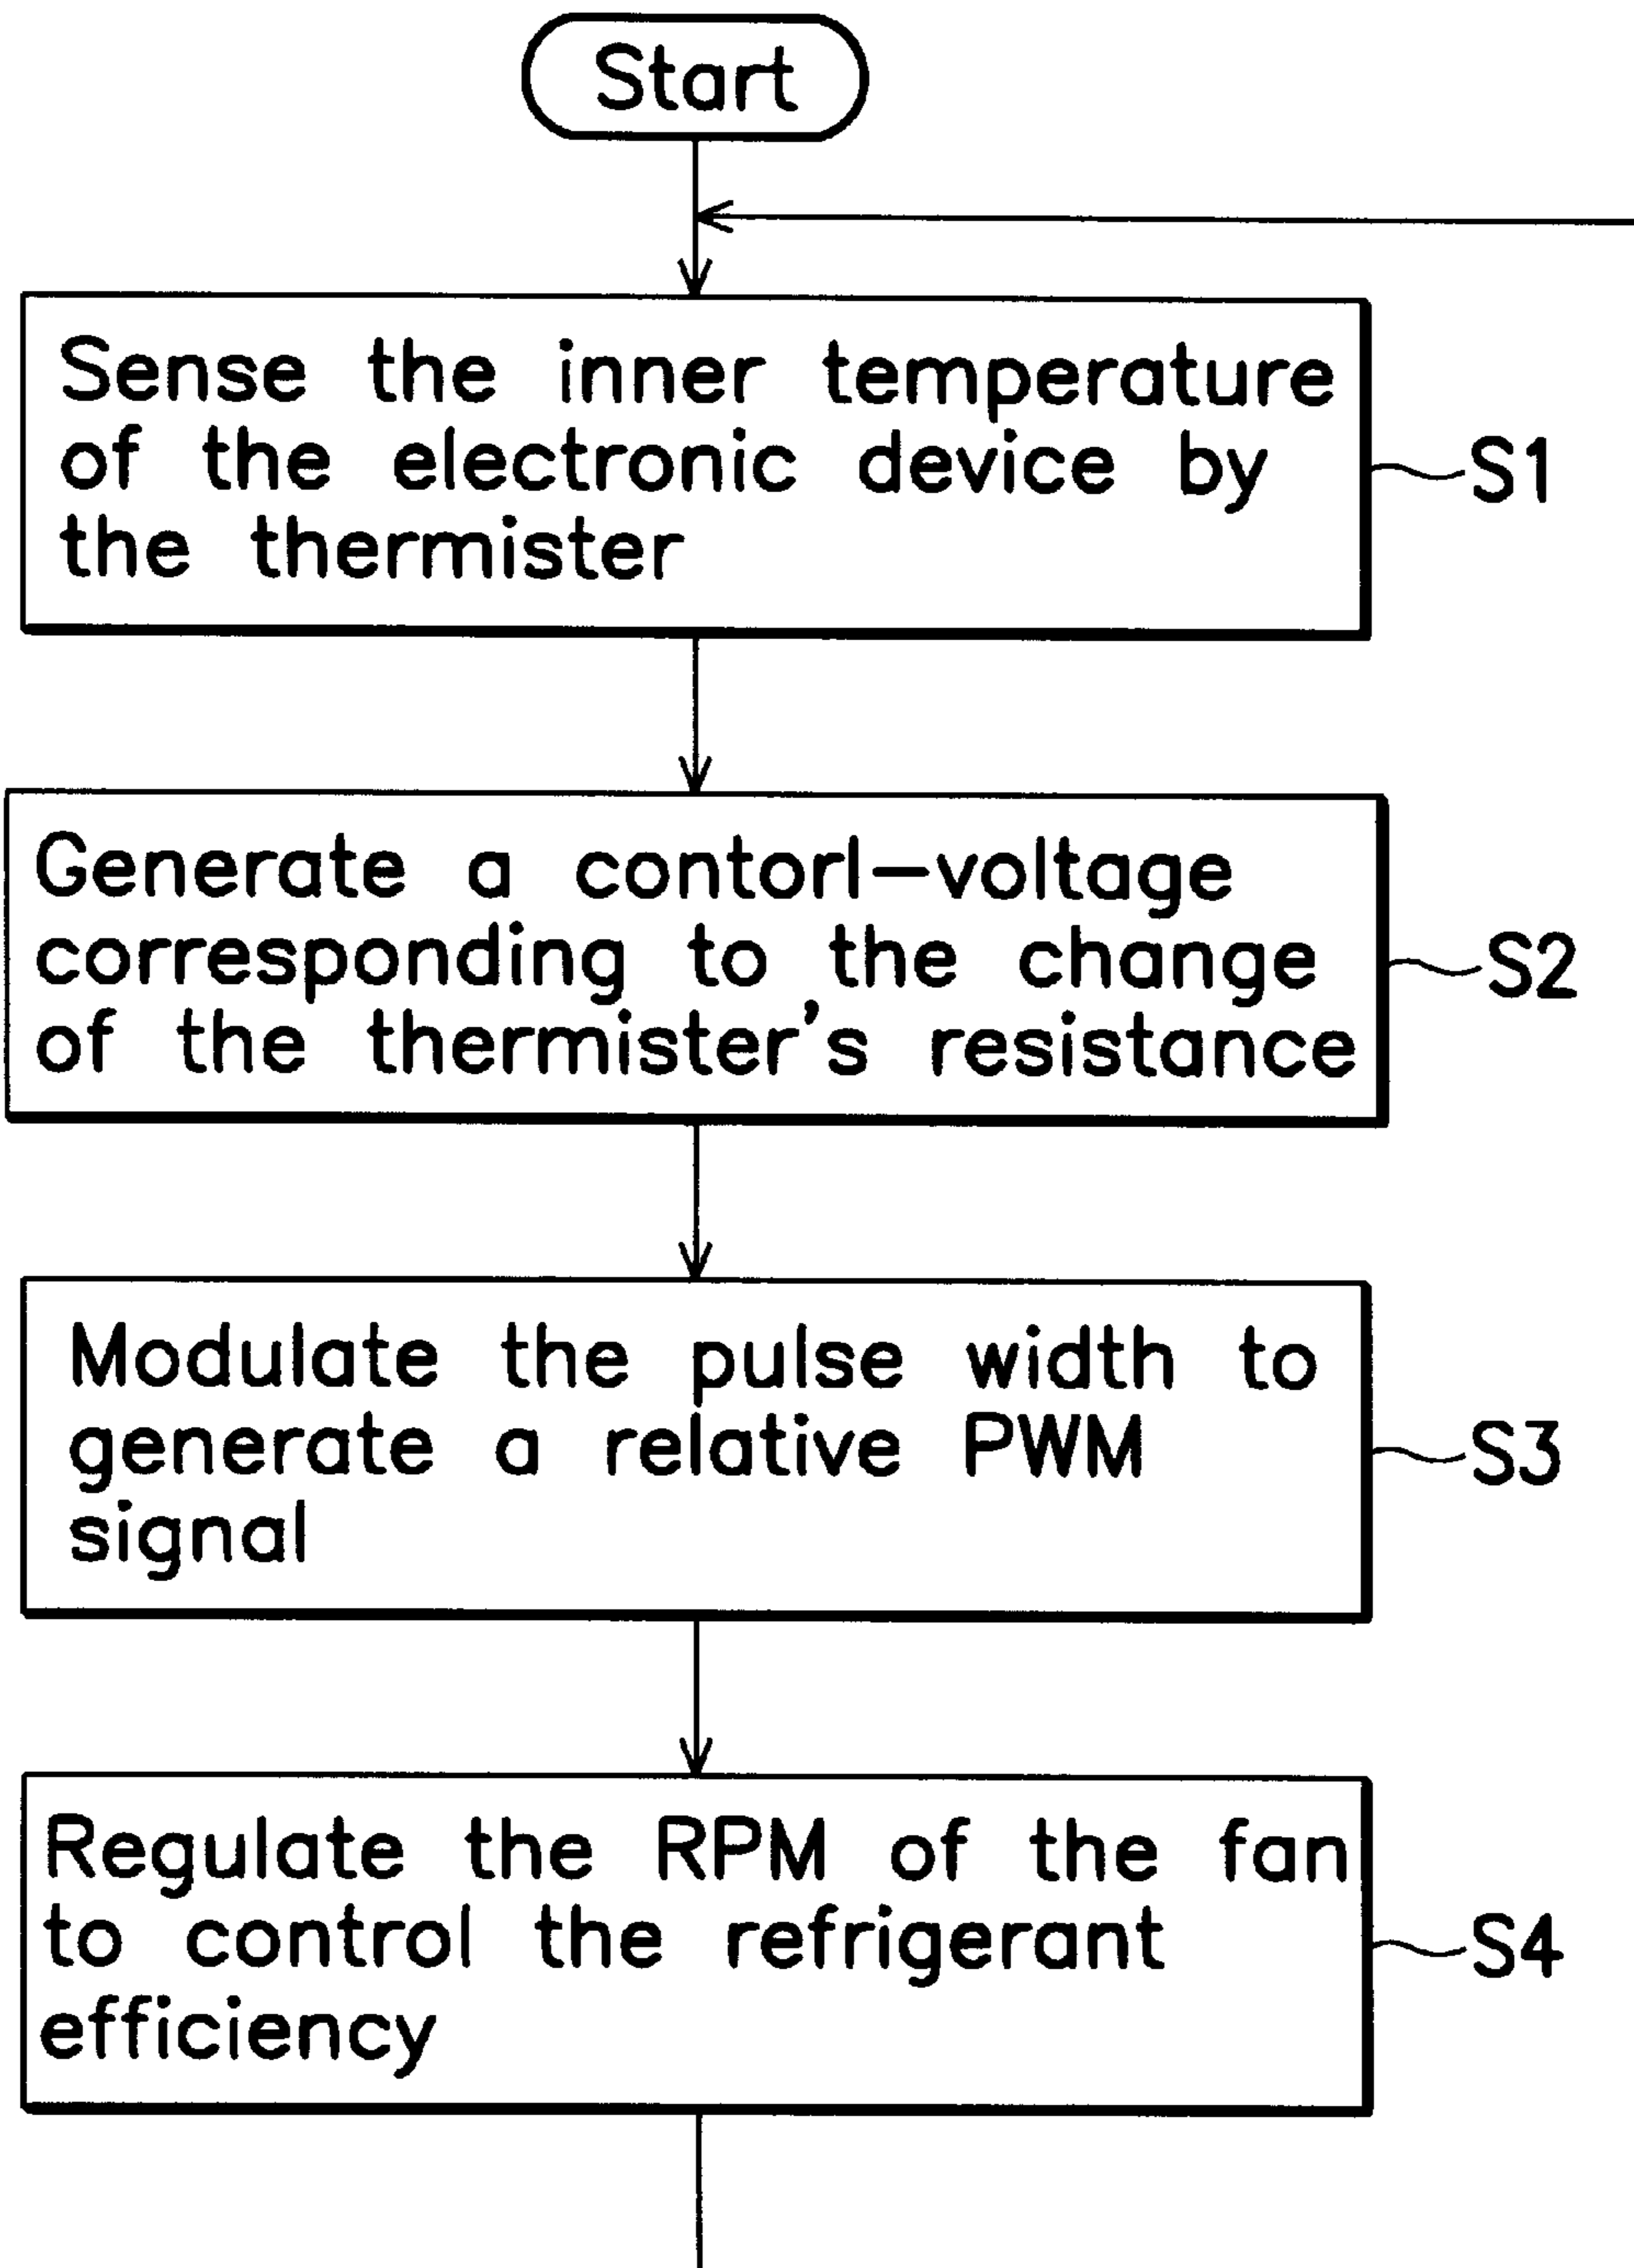 Start
Sense the inner temperature
of the electronic device by
the thermister
S1
Generate a contorl-voltage
corresponding to the change
of the thermister's resistance
S2
Modulate the pulse width to
generate a relative PWM
signal
S3
Regulate the RPM of the fan
to control the refrigerant
efficiency
S4